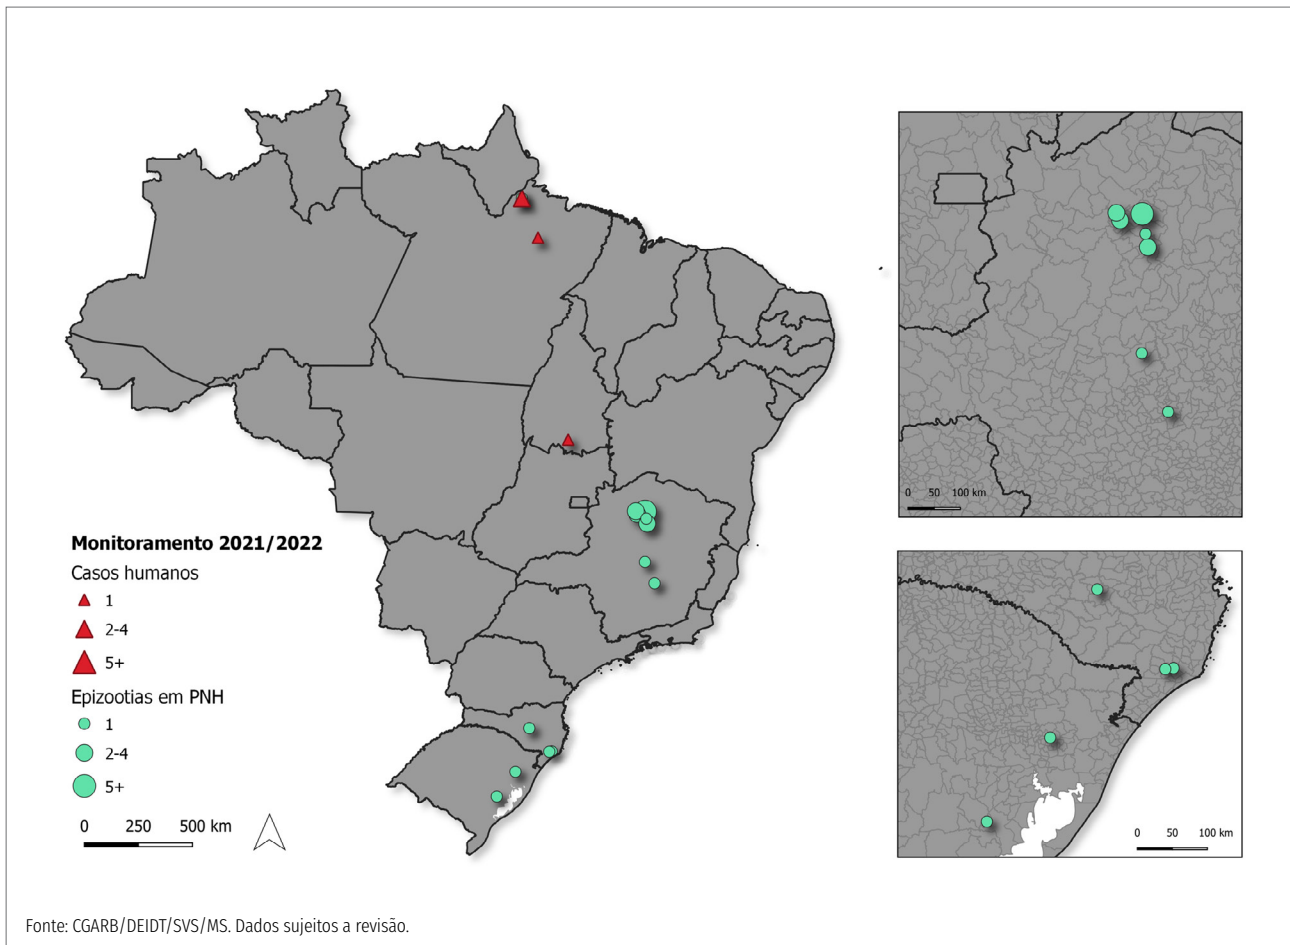 Monitoramento 2021/2022
Casos humanos
1
2-4
5+
Epizootias em PNH
1
2-4
5+
0 250 500 km
0 50 100 km
0 50 100 km
Fonte: CGARB/DEIDT/SVS/MS. Dados sujeitos a revisão.